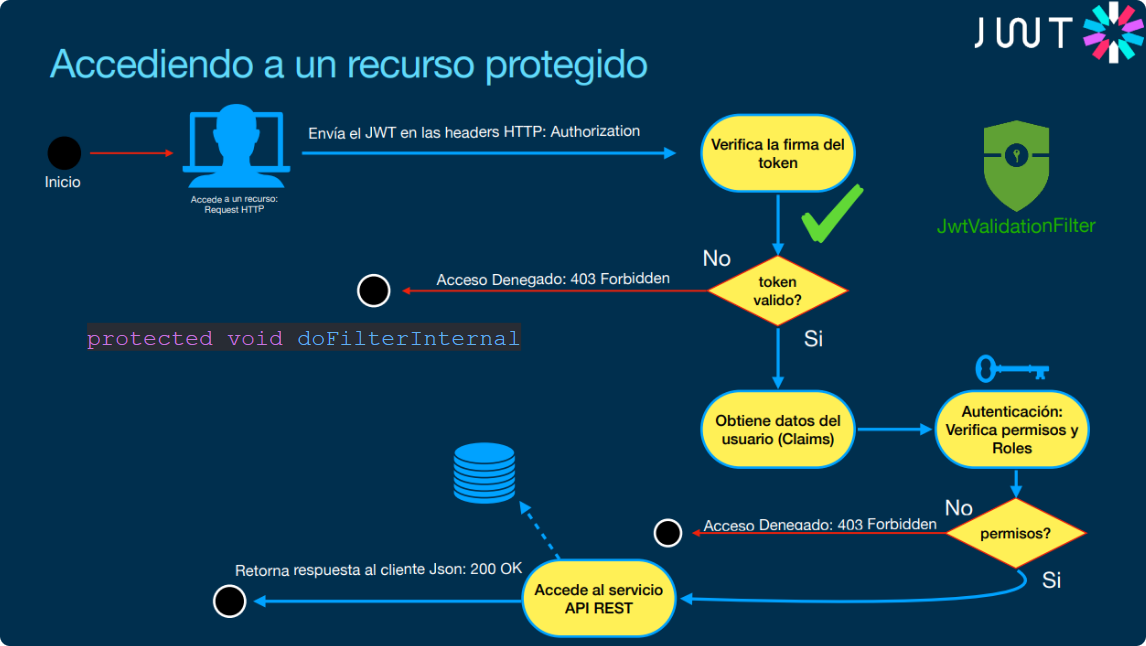 JWT
Accediendo a un recurso protegido
Inicio
Accede a un recurso:
Request HTTP
Envía el JWT en las headers HTTP: Authorization
Verifica la firma del
token
JwtValidationFilter
No
Acceso Denegado: 403 Forbidden
token
valido?
protected void doFilterInternal
Si
Obtiene datos del
usuario (Claims)
Autenticación:
Verifica permisos y
Roles
No
Acceso Denegado: 403 Forbidden
permisos?
Si
Retorna respuesta al cliente Json: 200 OK
Accede al servicio
API REST